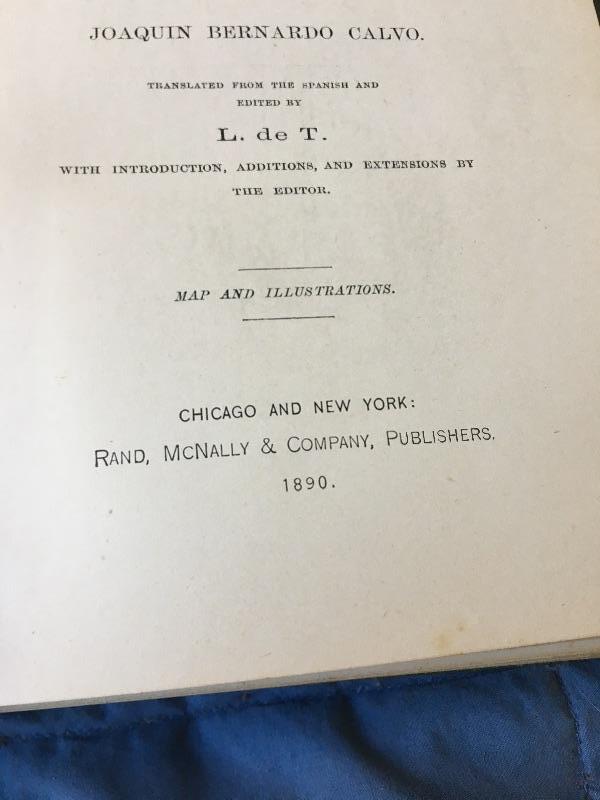 JOAQUIN BERNARDO CALVO.
TRANSLATED FROM THE SPANISH AND
EDITED BY
L. de T.
WITH INTRODUCTION, ADDITIONS, AND EXTENSIONS BY
THE EDITOR.
MAP AND ILLUSTRATIONS.
CHICAGO AND NEW YORK:
RAND, MCNALLY & COMPANY, PUBLISHERS.
1890.